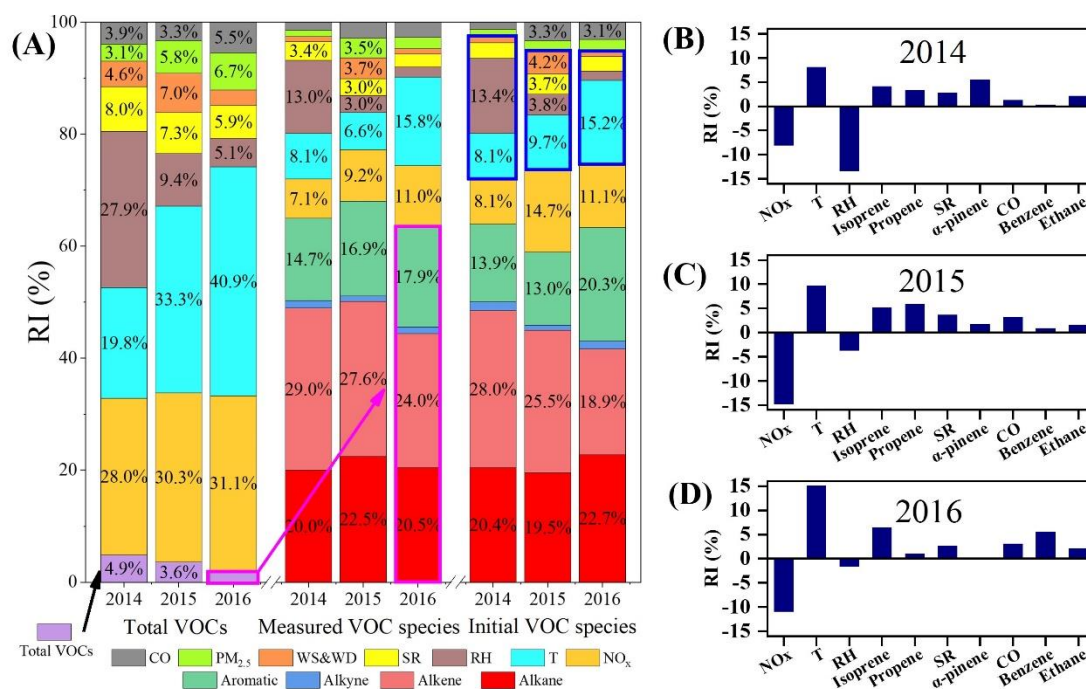 (A)
RI (%)
100
80
60
40
20
0
3.9% 3.3% 5.5%
3.1% 5.8% 6.7%
4.6% 7.0%
8.0% 7.3% 5.9%
27.9% 9.4% 5.1%
19.8% 33.3% 40.9%
28.0% 30.3% 31.1%
4.9% 3.6%
3.5%
3.4% 3.7%
3.0%
13.0% 3.0%
8.1% 6.6% 15.8%
7.1% 9.2% 11.0%
14.7% 16.9% 17.9%
29.0% 27.6% 24.0%
20.0% 22.5% 20.5%
3.3% 3.1%
4.2%
3.7%
13.4% 3.8%
8.1% 9.7% 15.2%
8.1% 14.7% 11.1%
13.9% 13.0% 20.3%
28.0% 25.5% 18.9%
20.4% 19.5% 22.7%
2014 2015 2016 2014 2015 2016 2014 2015 2016
Total VOCs Measured VOC species Initial VOC species
Total VOCs
CO PM2.5 WS&WD SR RH T NOx
Aromatic Alkyne Alkene Alkane
(B)
2014
RI (%)
15
10
5
0
-5
-10
-15
NOx T RH Isoprene Propene SR α-pinene CO Benzene Ethane
(C)
2015
RI (%)
15
10
5
0
-5
-10
-15
NOx T RH Isoprene Propene SR α-pinene CO Benzene Ethane
(D)
2016
RI (%)
15
10
5
0
-5
-10
-15
NOx T RH Isoprene Propene SR α-pinene CO Benzene Ethane